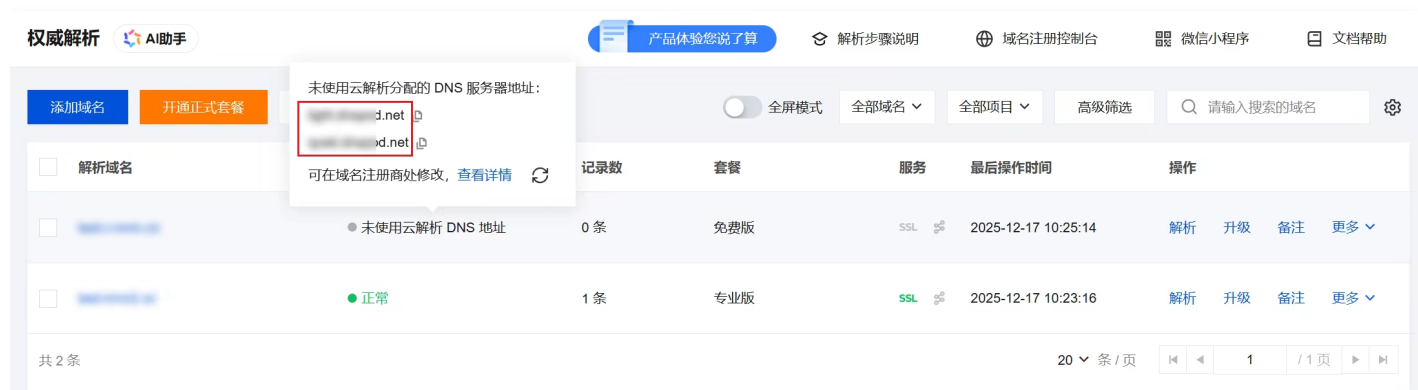 权威解析 AI助手 产品体验您说了算 解析步骤说明 域名注册控制台 微信小程序 文档帮助
未使用云解析分配的 DNS 服务器地址：
添加域名 开通正式套餐 全屏模式 全部域名 全部项目 高级筛选 请输入搜索的域名
d.net
od.net
可在域名注册商处修改，查看详情
解析域名 记录数 套餐 服务 最后操作时间 操作
未使用云解析 DNS 地址 0 条 免费版 SSL 2025-12-17 10:25:14 解析 升级 备注 更多
正常 1 条 专业版 SSL 2025-12-17 10:23:16 解析 升级 备注 更多
共 2 条 20 条 / 页 1 / 1 页